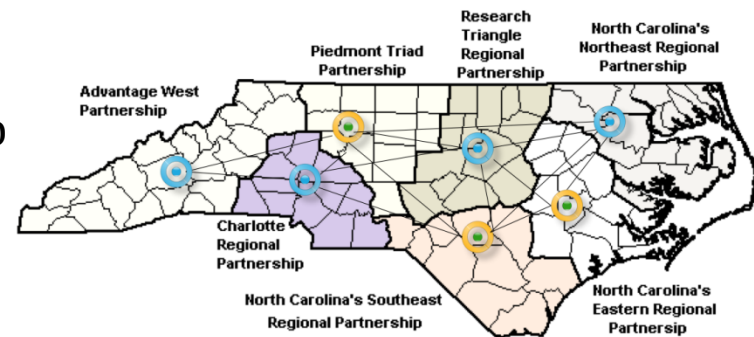 Research
Triangle
Regional
Partnership
North Carolina's
Northeast Regional
Partnership
Piedmont Triad
Partnership
Advantage West
Partnership
Charlotte
Regional
Partnership
North Carolina's Southeast
Regional Partnership
North Carolina's
Eastern Regional
Partnersip